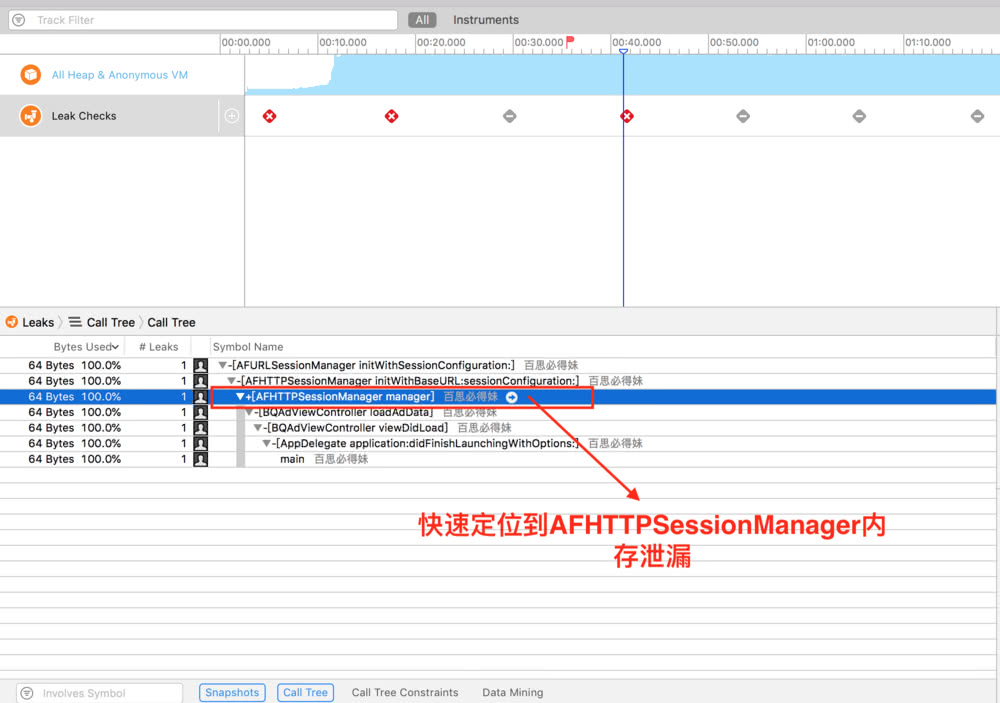 Track Filter All Instruments
00:00.000 00:10.000 00:20.000 00:30.000 00:40.000 00:50.000 01:00.000 01:10.000
All Heap & Anonymous VM
Leak Checks
Leaks Call Tree Call Tree
Bytes Used # Leaks Symbol Name
64 Bytes 100.0% 1 -[AFURLSessionManager initWithSessionConfiguration:] 百思必得妹
64 Bytes 100.0% 1 -[AFHTTPSessionManager initWithBaseURL:sessionConfiguration:] 百思必得妹
64 Bytes 100.0% 1 +[AFHTTPSessionManager manager] 百思必得妹
64 Bytes 100.0% 1 -[BQAdViewController loadAdData] 百思必得妹
64 Bytes 100.0% 1 -[BQAdViewController viewDidLoad] 百思必得妹
64 Bytes 100.0% 1 -[AppDelegate application:didFinishLaunchingWithOptions:] 百思必得妹
64 Bytes 100.0% 1 main 百思必得妹
快速定位到AFHTTPSessionManager内
存泄漏
Involves Symbol Snapshots Call Tree Call Tree Constraints Data Mining